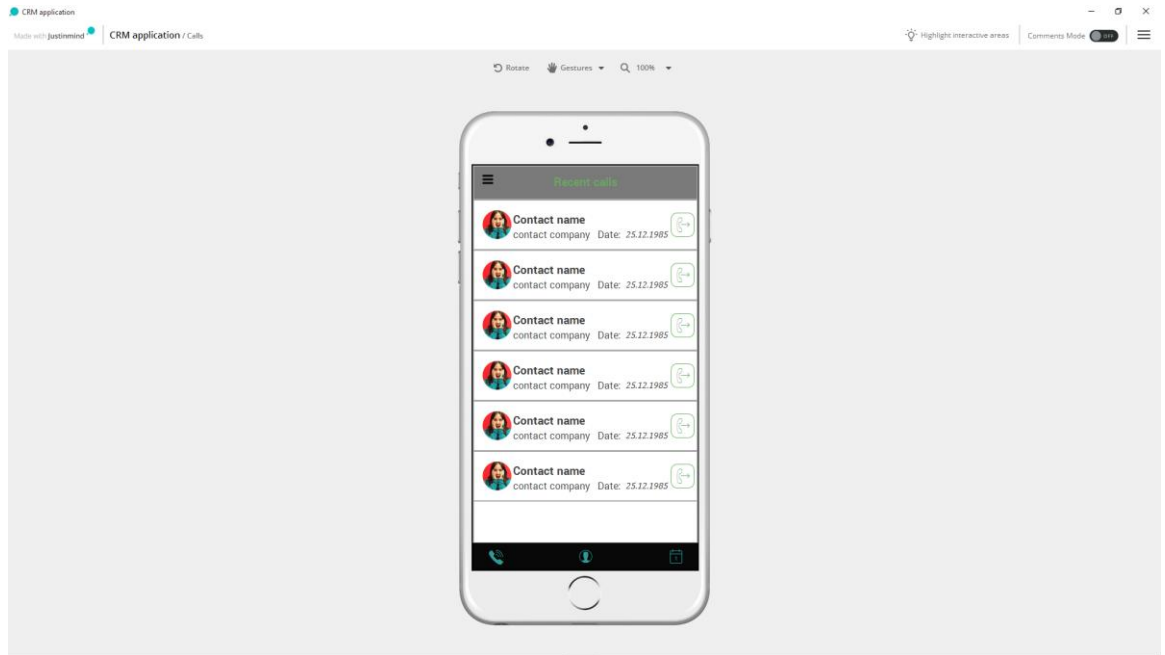 CRM application
Made with Justinmind
CRM application / Calls
Highlight interactive areas
Comments Mode OFF
Rotate Gestures 100%
Recent calls
Contact name
contact company Date: 25.12.1985
Contact name
contact company Date: 25.12.1985
Contact name
contact company Date: 25.12.1985
Contact name
contact company Date: 25.12.1985
Contact name
contact company Date: 25.12.1985
Contact name
contact company Date: 25.12.1985